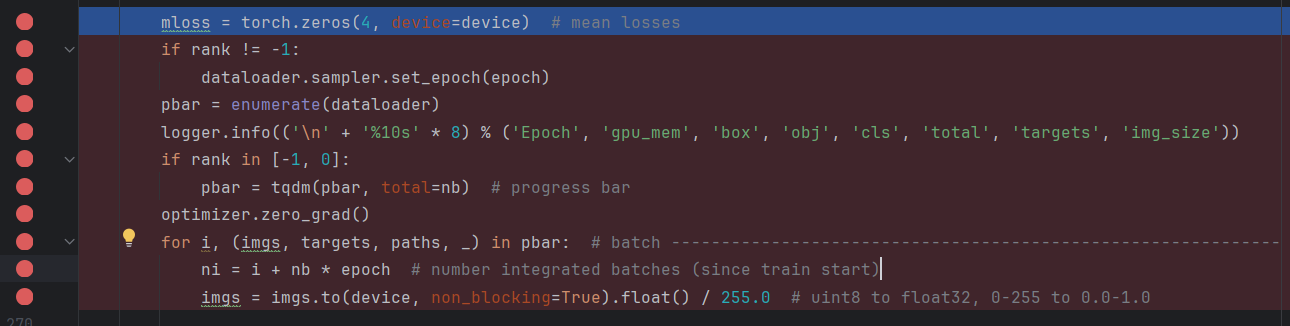 mloss = torch.zeros(4, device=device)  # mean losses
if rank != -1:
    dataloader.sampler.set_epoch(epoch)
pbar = enumerate(dataloader)
logger.info(('\n' + '%10s' * 8) % ('Epoch', 'gpu_mem', 'box', 'obj', 'cls', 'total', 'targets', 'img_size'))
if rank in [-1, 0]:
    pbar = tqdm(pbar, total=nb)  # progress bar
optimizer.zero_grad()
for i, (imgs, targets, paths, _) in pbar:  # batch -------------------------------------------------------------
    ni = i + nb * epoch  # number integrated batches (since train start)
    imgs = imgs.to(device, non_blocking=True).float() / 255.0  # uint8 to float32, 0-255 to 0.0-1.0
270